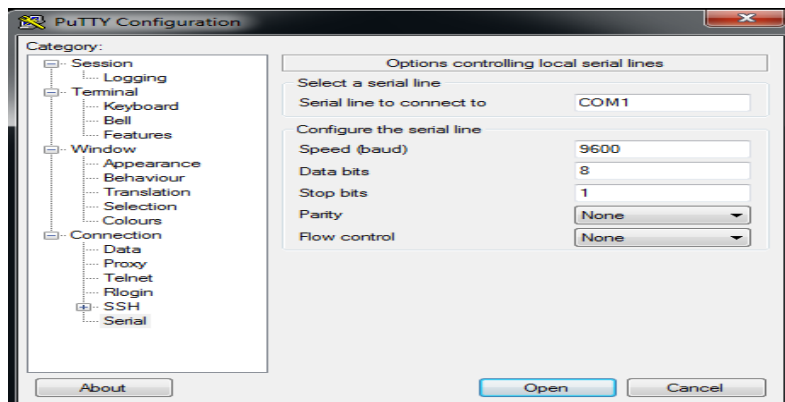 PuTTY Configuration
Category:
Session
Logging
Terminal
Keyboard
Bell
Features
Window
Appearance
Behaviour
Translation
Selection
Colours
Connection
Data
Proxy
Telnet
Rlogin
SSH
Serial
Options controlling local serial lines
Select a serial line
Serial line to connect to COM1
Configure the serial line
Speed (baud) 9600
Data bits 8
Stop bits 1
Parity None
Flow control None
About Open Cancel